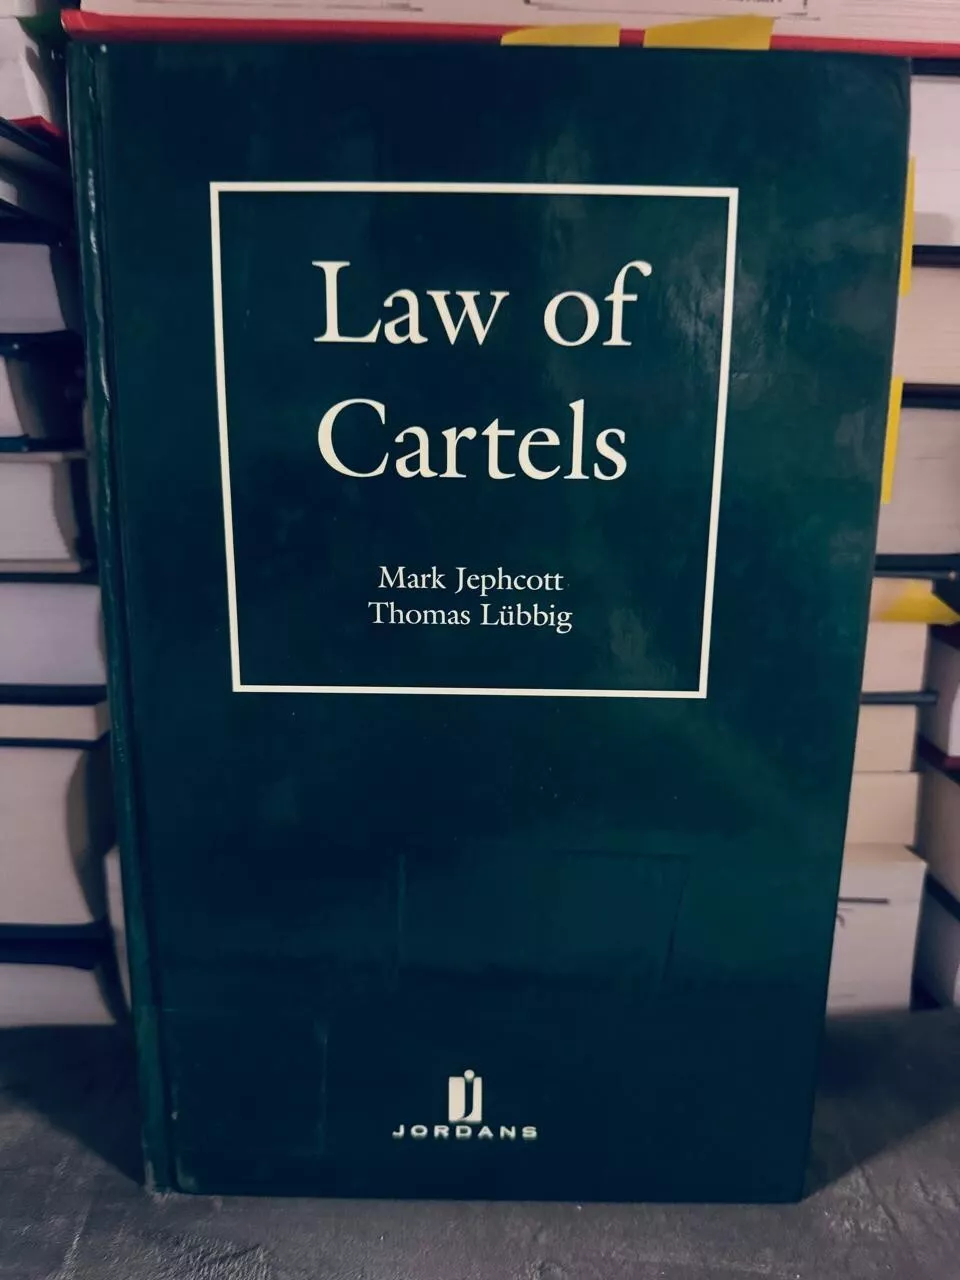 Law of
Cartels
Mark Jephcott
Thomas Lübbig
J
JORDANS